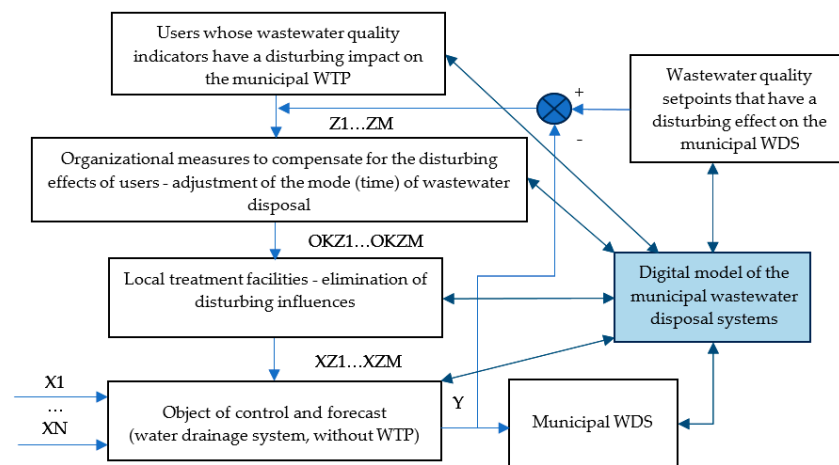 Users whose wastewater quality
indicators have a disturbing impact on
the municipal WTP
+
-
Wastewater quality
setpoints that have a
disturbing effect on the
municipal WDS
Z1...ZM
Organizational measures to compensate for the disturbing
effects of users - adjustment of the mode (time) of wastewater
disposal
OKZ1...OKZM
Local treatment facilities - elimination of
disturbing influences
Digital model of the
municipal wastewater
disposal systems
XZ1...XZM
X1
...
XN
Object of control and forecast
(water drainage system, without WTP)
Y
Municipal WDS